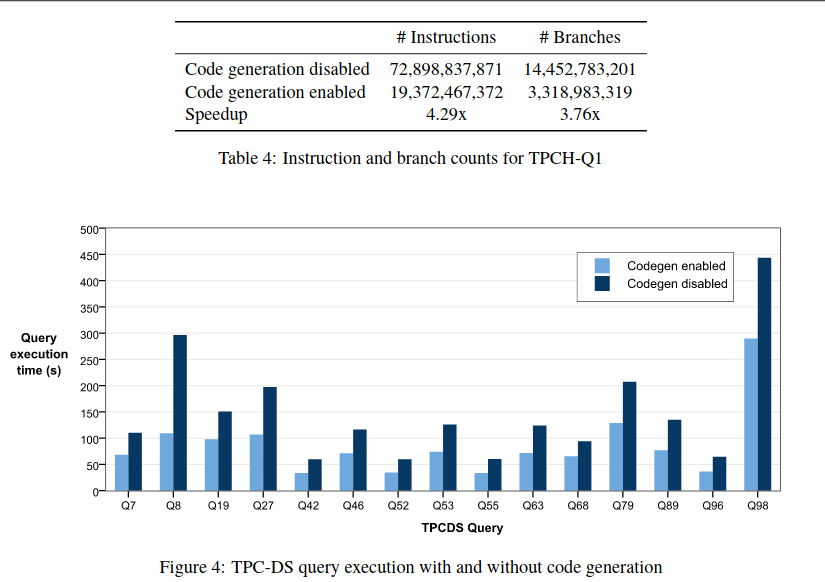 # Instructions # Branches
Code generation disabled 72,898,837,871 14,452,783,201
Code generation enabled 19,372,467,372 3,318,983,319
Speedup 4.29x 3.76x
Table 4: Instruction and branch counts for TPCH-Q1
500
450
400
350
300
250
200
150
100
50
0
Query
execution
time (s)
Codegen enabled
Codegen disabled
Q7 Q8 Q19 Q27 Q42 Q46 Q52 Q53 Q55 Q63 Q68 Q79 Q89 Q96 Q98
TPCDS Query
Figure 4: TPC-DS query execution with and without code generation